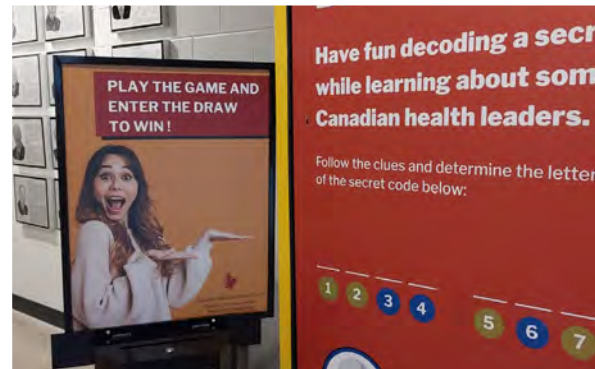 PLAY THE GAME AND
ENTER THE DRAW
TO WIN!
Have fun decoding a secr
while learning about som
Canadian health leaders.
Follow the clues and determine the letter
of the secret code below:
1 2 3 4 5 6 7